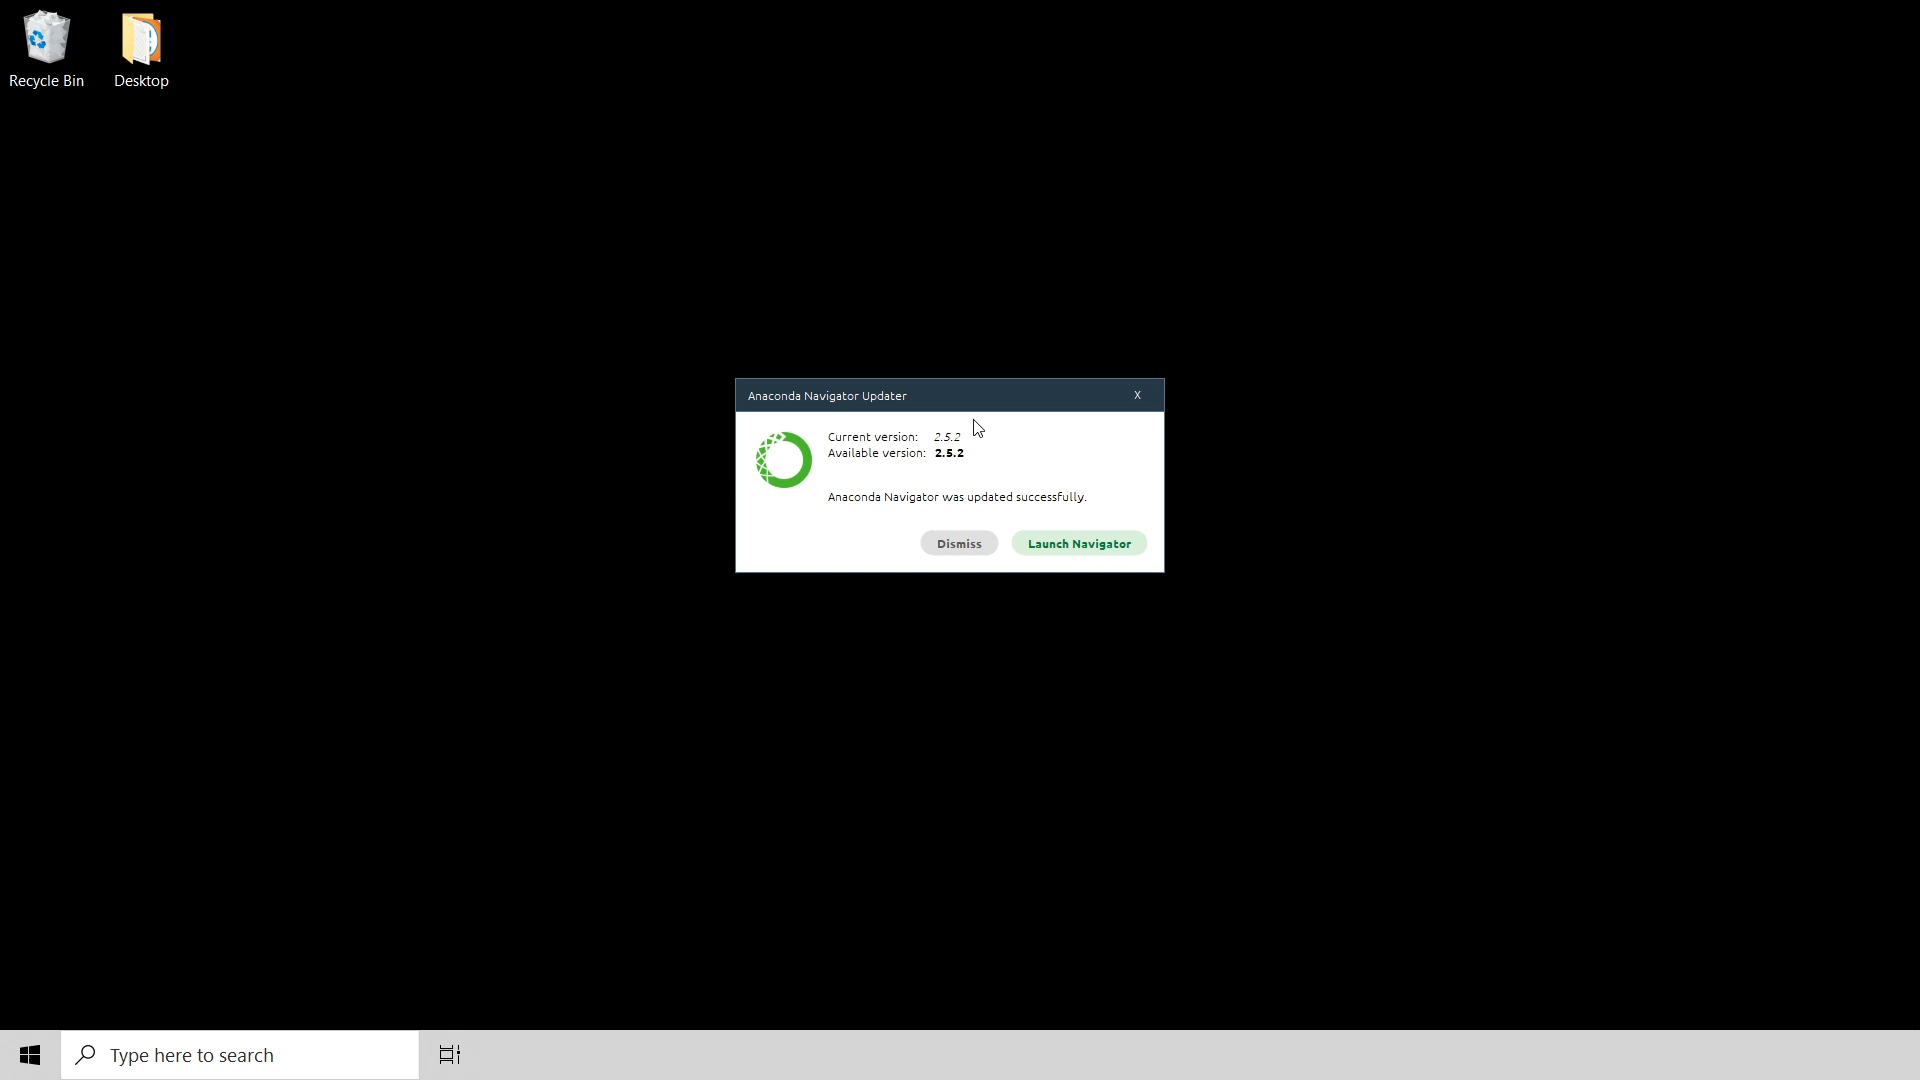 Recycle Bin
Desktop
Anaconda Navigator Updater
X
Current version: 2.5.2
Available version: 2.5.2
Anaconda Navigator was updated successfully.
Dismiss
Launch Navigator
Type here to search